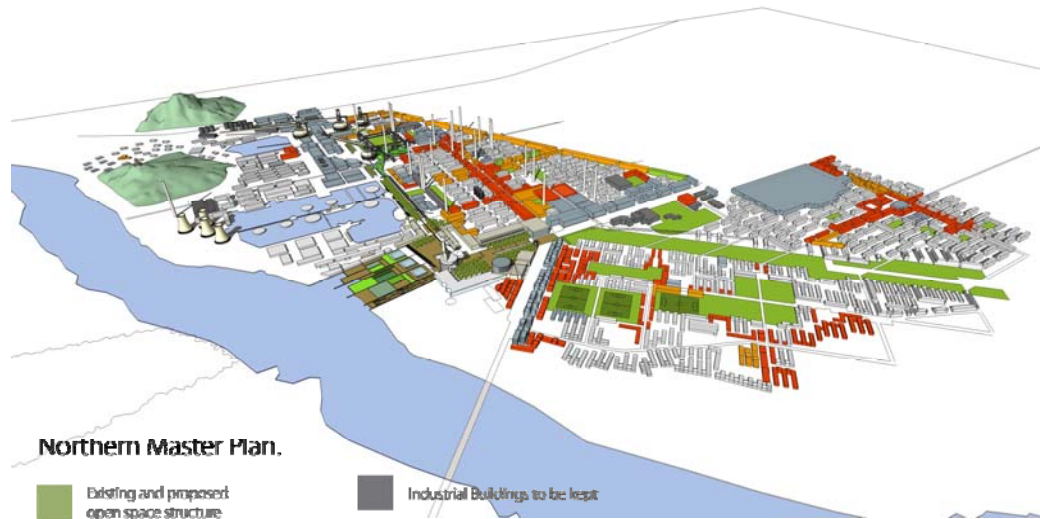 Northern Master Plan.
Existing and proposed
open space structure
Industrial Buildings to be kept